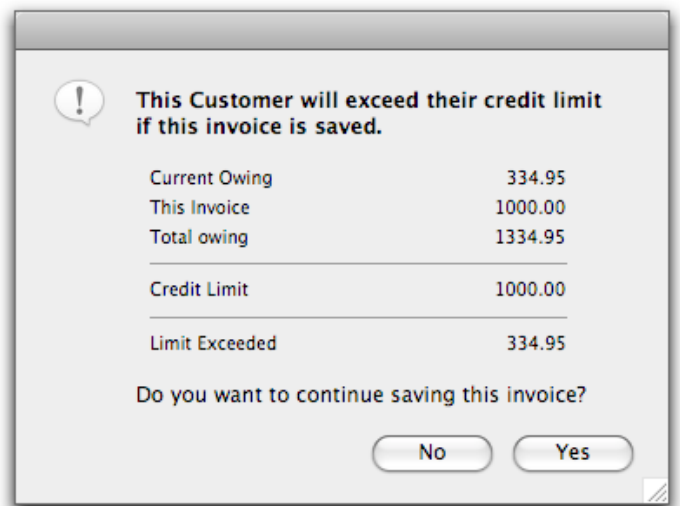 This Customer will exceed their credit limit
if this invoice is saved.
Current Owing 334.95
This Invoice 1000.00
Total owing 1334.95
Credit Limit 1000.00
Limit Exceeded 334.95
Do you want to continue saving this invoice?
No Yes